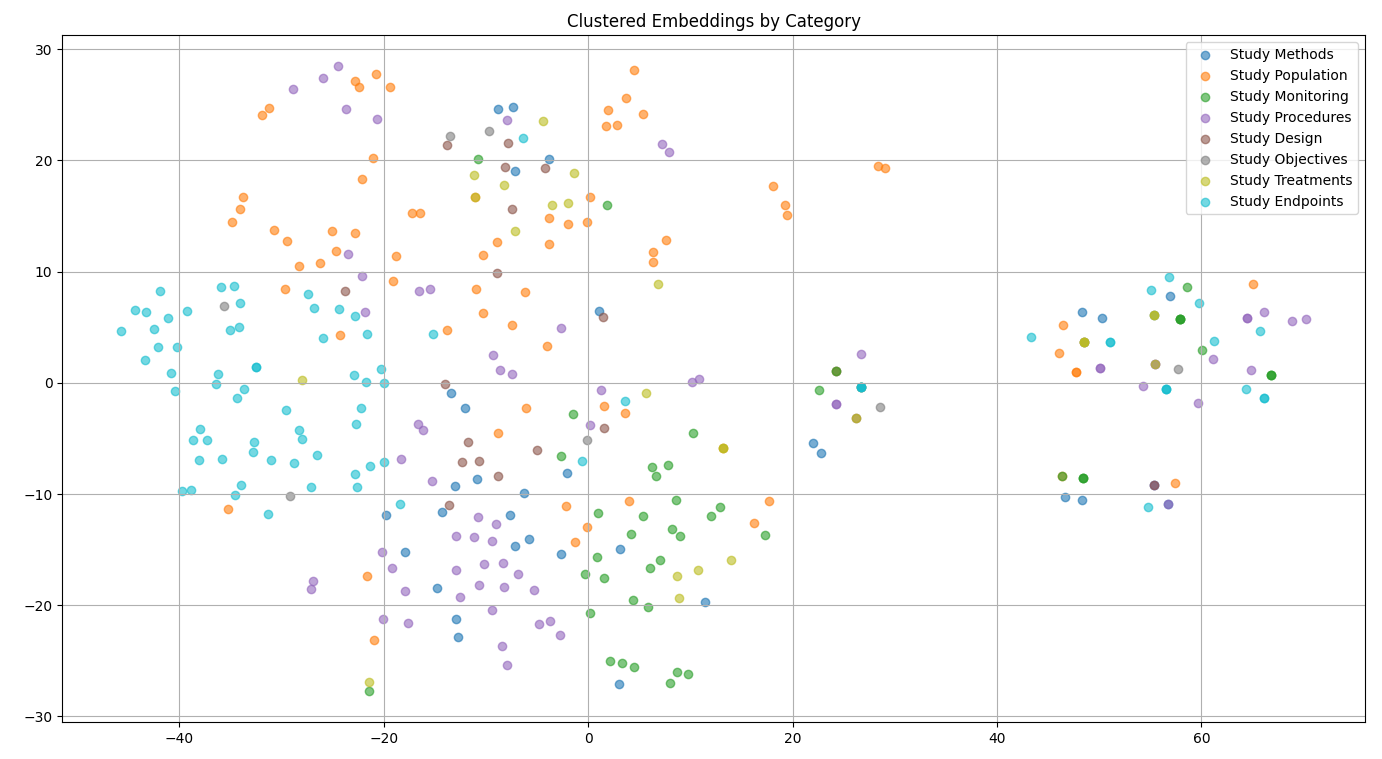 Clustered Embeddings by Category
30
20
10
0
−10
−20
−30
−40
−20
0
20
40
60
Study Methods
Study Population
Study Monitoring
Study Procedures
Study Design
Study Objectives
Study Treatments
Study Endpoints